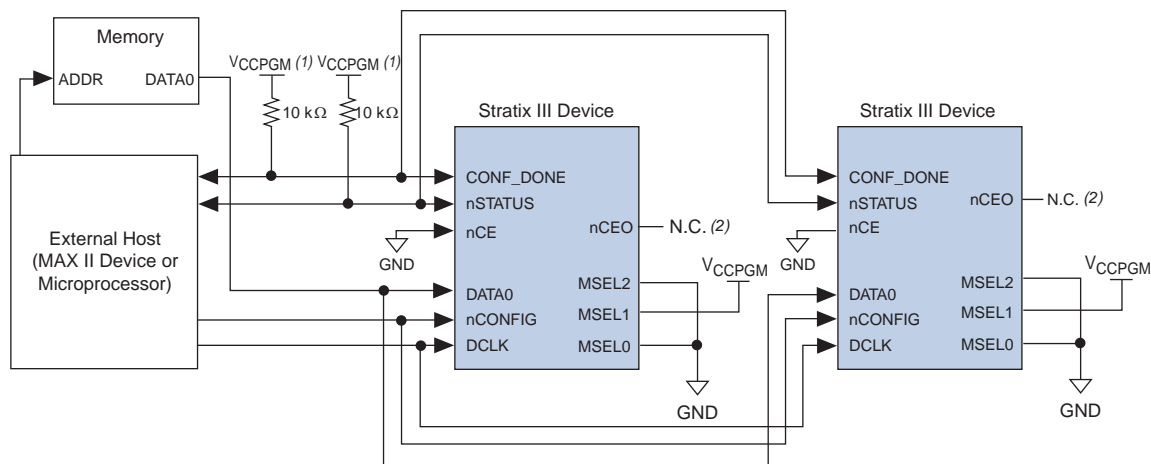 Memory
ADDR DATA0
VCCPGM (1) VCCPGM (1)
10 kΩ 10 kΩ
External Host
(MAX II Device or
Microprocessor)
Stratix III Device
CONF_DONE
nSTATUS
nCE
GND
nCEO N.C. (2)
DATA0
nCONFIG
DCLK
MSEL2
MSEL1
MSEL0
VCCPGM
GND
Stratix III Device
CONF_DONE
nSTATUS
nCE
GND
nCEO N.C. (2)
DATA0
nCONFIG
DCLK
MSEL2
MSEL1
MSEL0
VCCPGM
GND